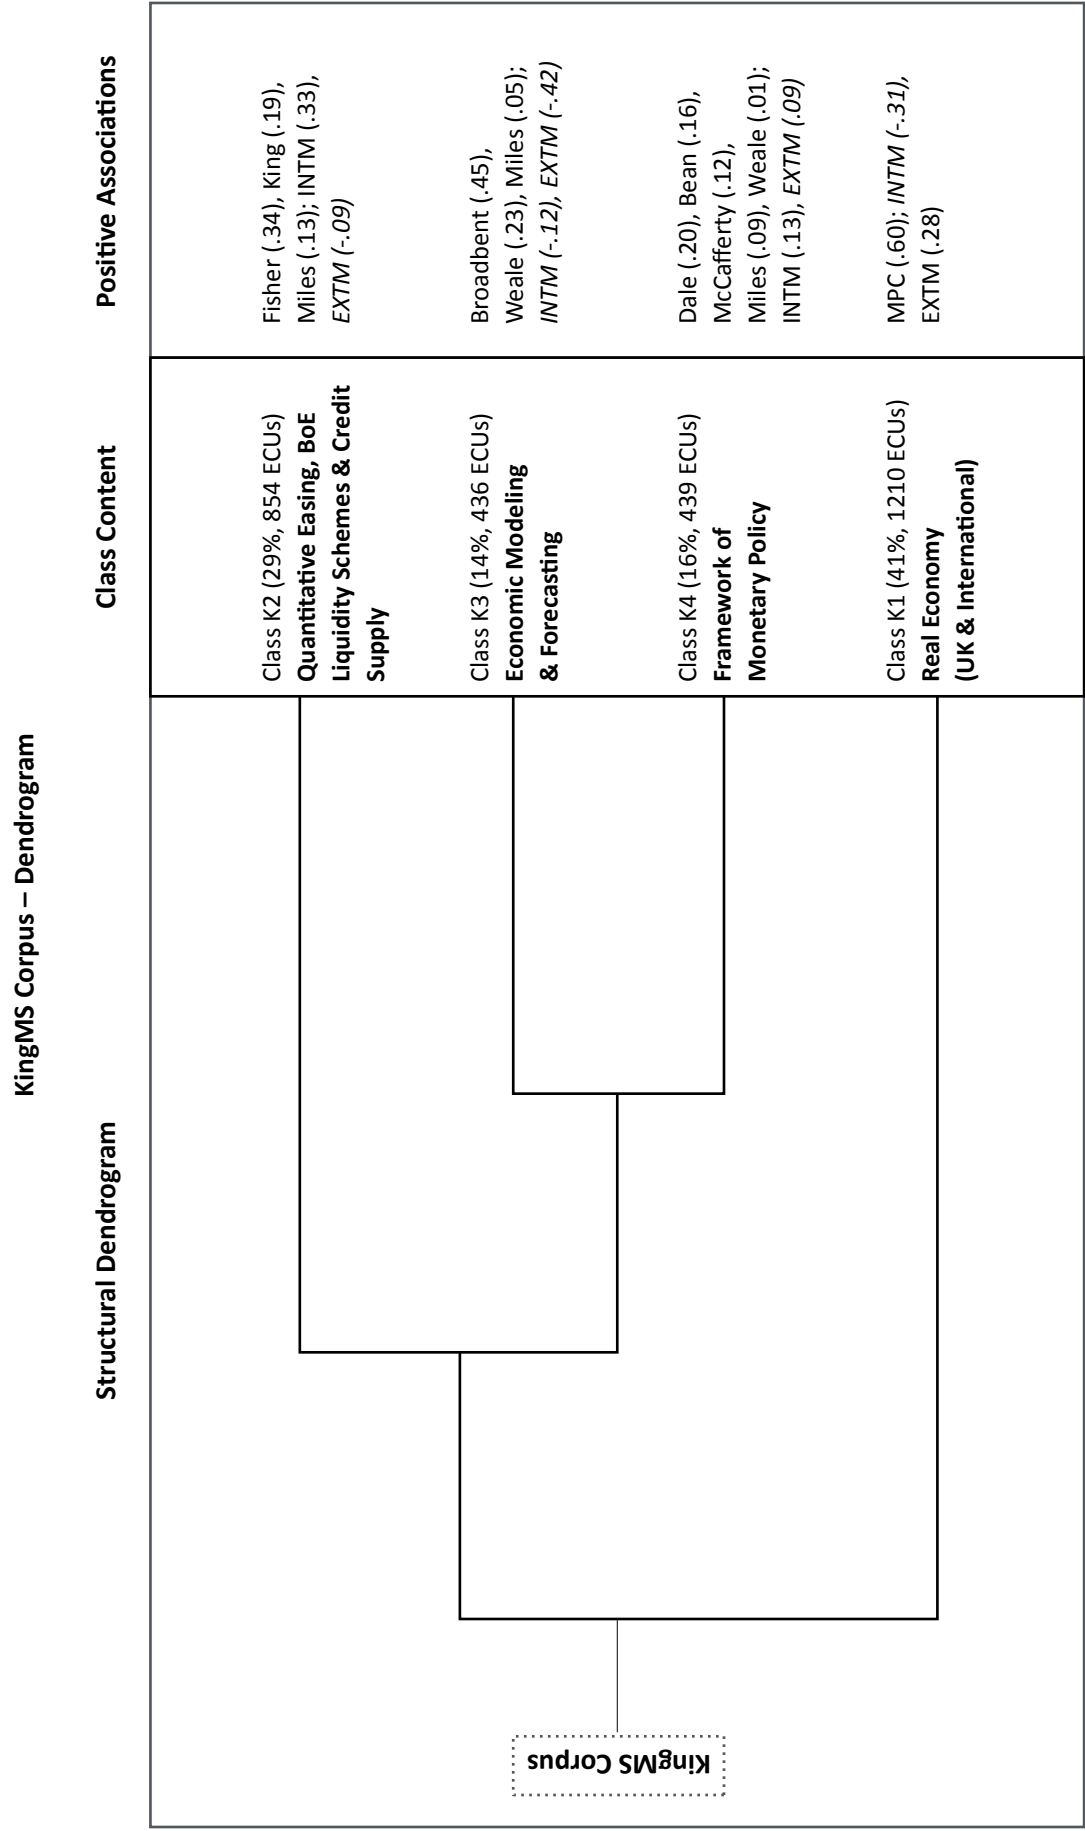 KingMS Corpus – Dendrogram
Structural Dendrogram
Class Content
Positive Associations
KingMS Corpus
Class K2 (29%, 854 ECUs)
Quantitative Easing, BoE
Liquidity Schemes & Credit
Supply
Fisher (.34), King (.19),
Miles (.13); INTM (.33),
EXTM (-.09)
Class K3 (14%, 436 ECUs)
Economic Modeling
& Forecasting
Broadbent (.45),
Weale (.23), Miles (.05);
INTM (-.12), EXTM (-.42)
Class K4 (16%, 439 ECUs)
Framework of
Monetary Policy
Dale (.20), Bean (.16),
McCafferty (.12),
Miles (.09), Weale (.01);
INTM (.13), EXTM (.09)
Class K1 (41%, 1210 ECUs)
Real Economy
(UK & International)
MPC (.60); INTM (-.31),
EXTM (.28)